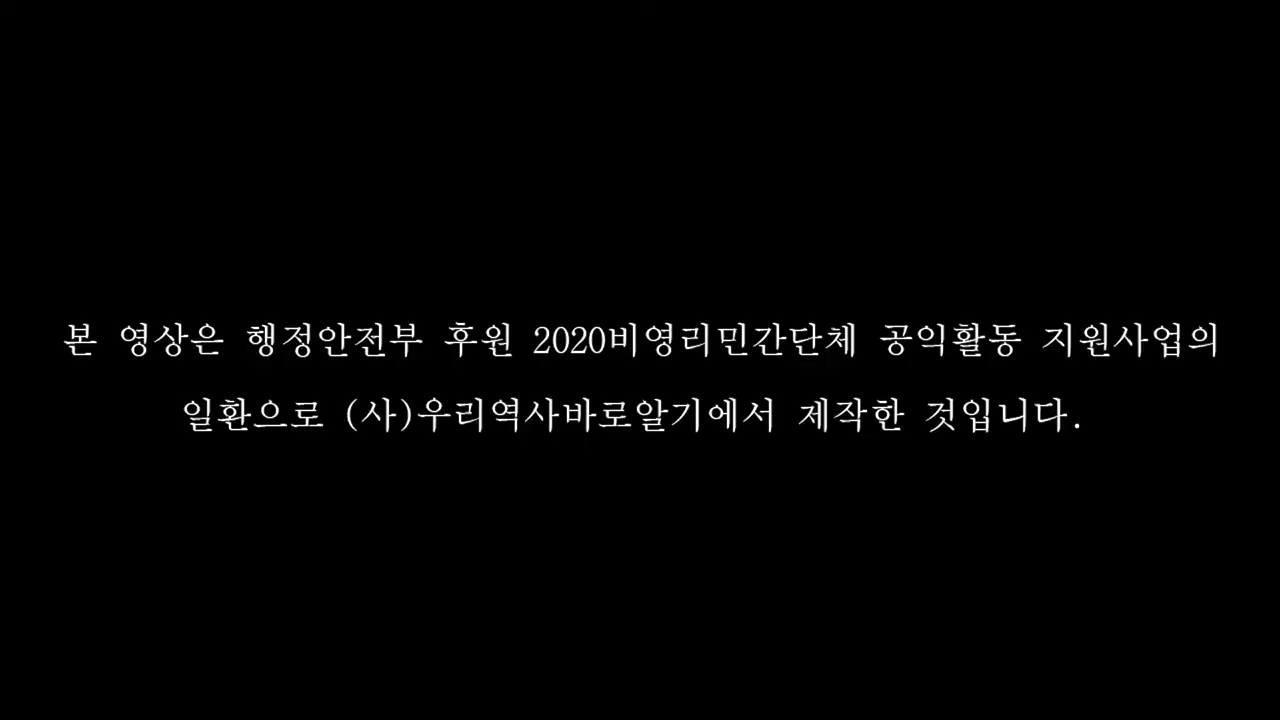 본 영상은 행정안전부 후원 2020비영리민간단체 공익활동 지원사업의
일환으로 (사)우리역사바로알기에서 제작한 것입니다.